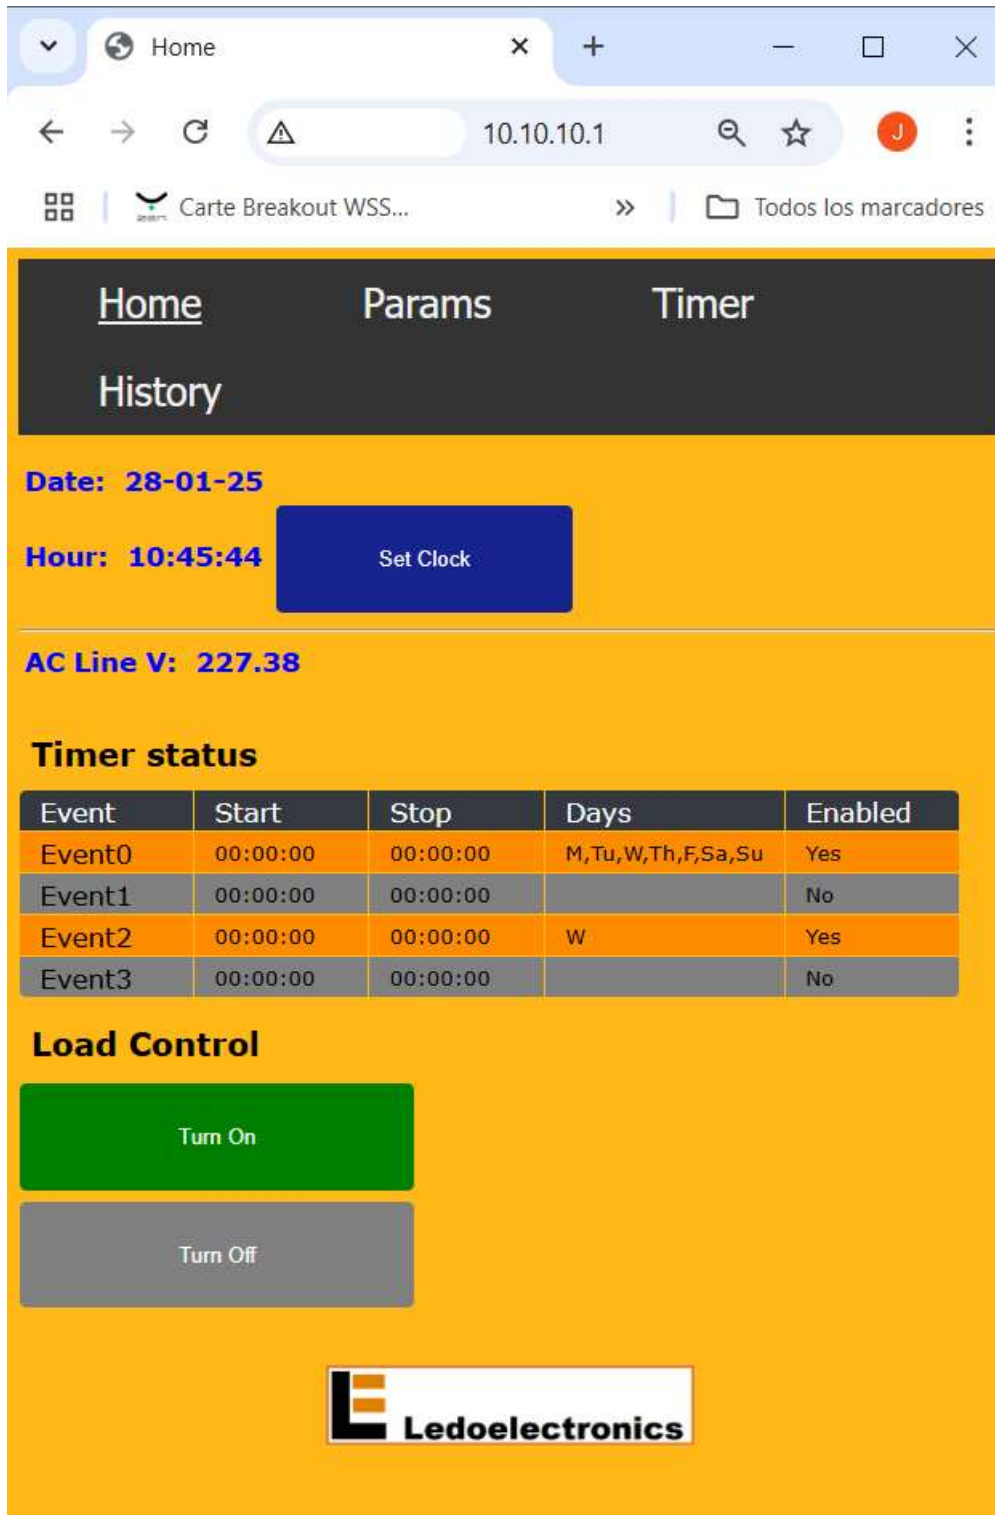 Home
10.10.10.1
J
Carte Breakout WSS... » Todos los marcadores
Home Params Timer
History
Date: 28-01-25
Hour: 10:45:44 Set Clock
AC Line V: 227.38
Timer status
Event Start Stop Days Enabled
Event0 00:00:00 00:00:00 M,Tu,W,Th,F,Sa,Su Yes
Event1 00:00:00 00:00:00 No
Event2 00:00:00 00:00:00 W Yes
Event3 00:00:00 00:00:00 No
Load Control
Turn On
Turn Off
LE Ledoelectronics